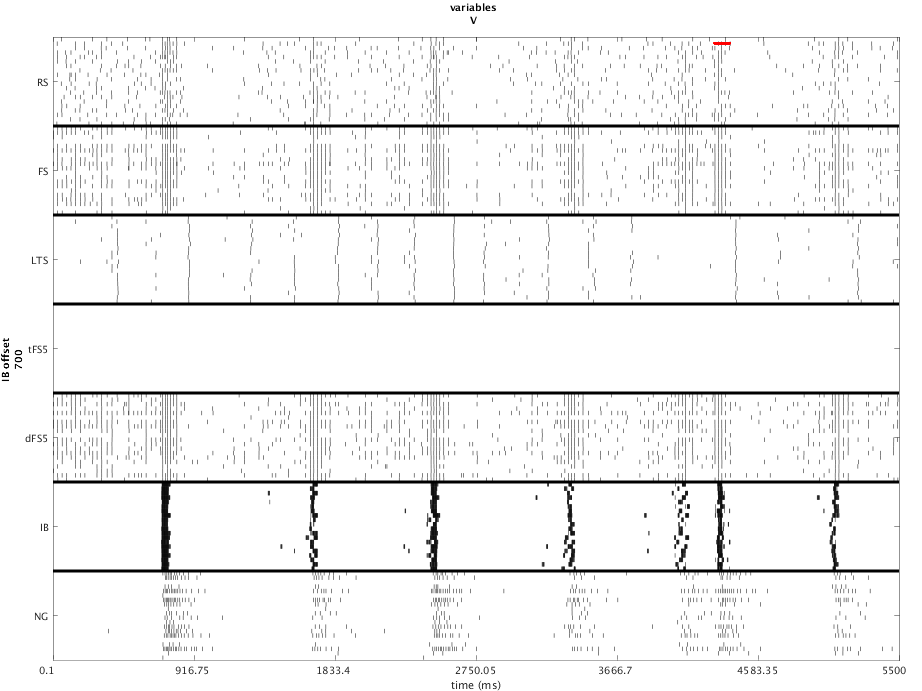 variables
V
RS
FS
LTS
tFS5
dFS5
IB
NG
IB offset
700
0.1 916.75 1833.4 2750.05 3666.7 4583.35 5500
time (ms)